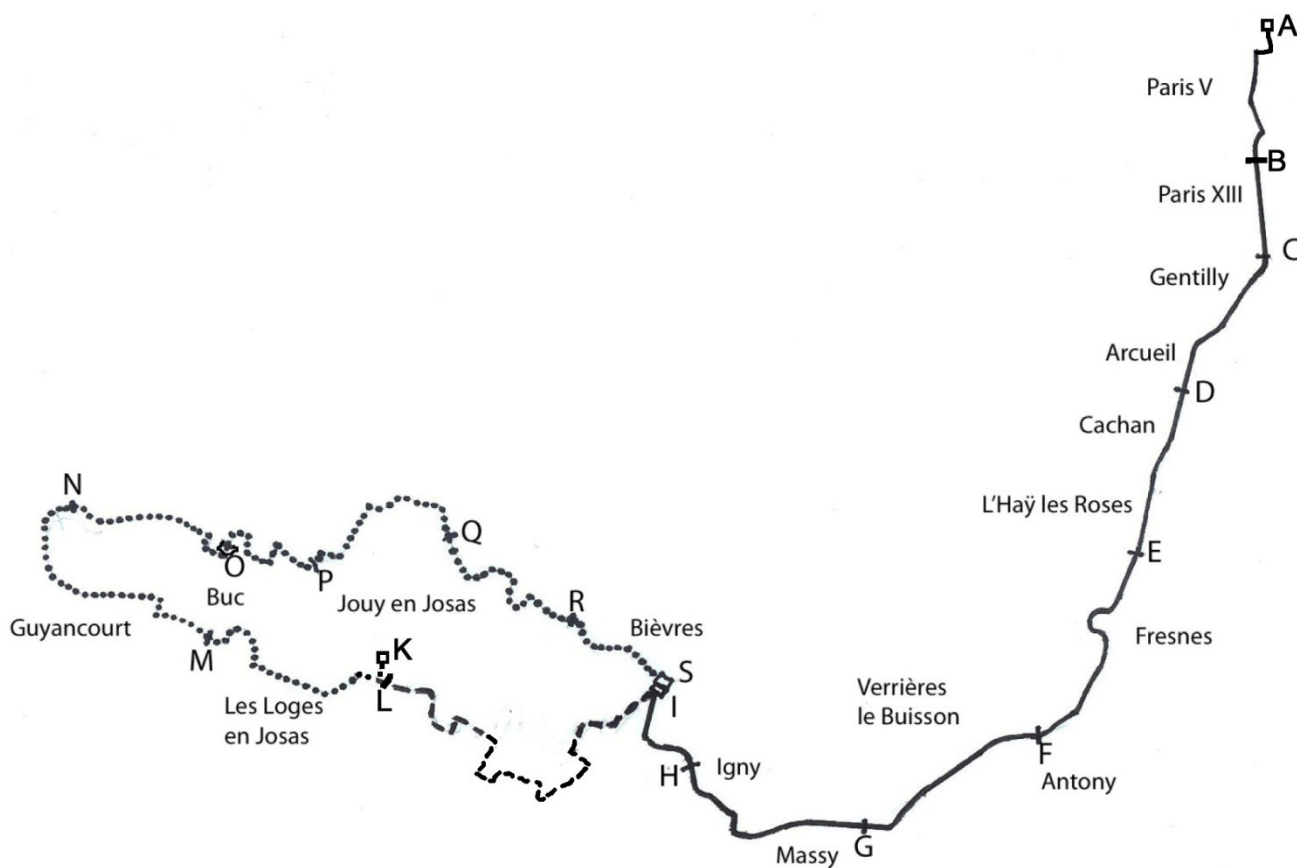 A
Paris V
B
Paris XIII
C
Gentilly
Arcueil
D
Cachan
N
L'Haÿ les Roses
Q
O
P
E
Buc
Jouy en Josas
R
Guyancourt
Bièvres
Fresnes
M
K
S
L
I
Les Loges
en Josas
Verrières
le Buisson
H
Igny
F
Antony
G
Massy